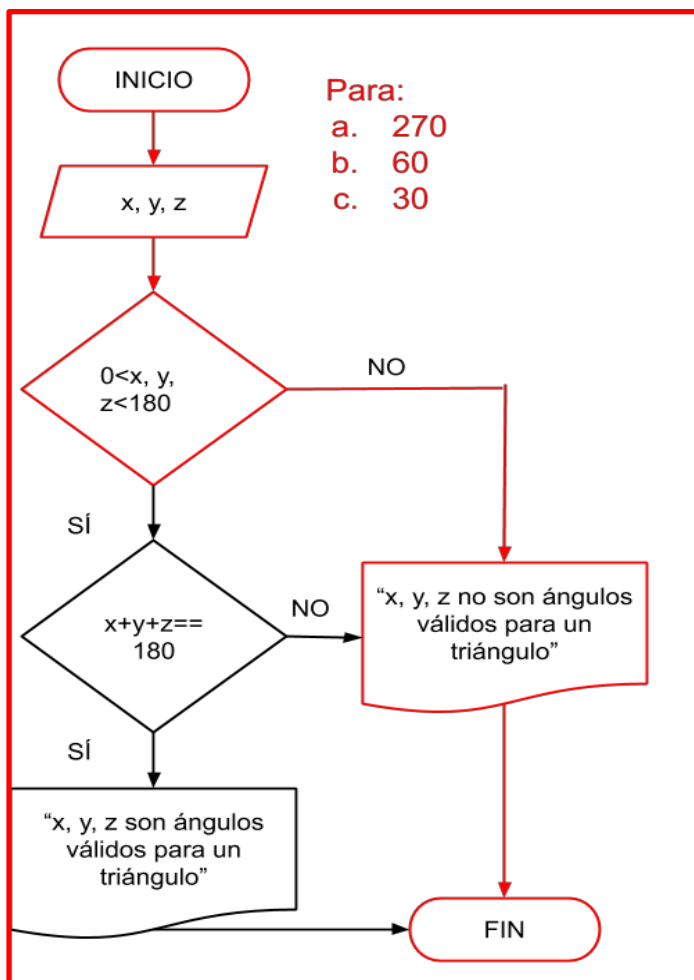 INICIO
Para:
a. 270
b. 60
c. 30
x, y, z
0<x, y,
z<180
NO
SÍ
x+y+z==
180
NO
“x, y, z no son ángulos
válidos para un
triángulo”
SÍ
“x, y, z son ángulos
válidos para un
triángulo”
FIN